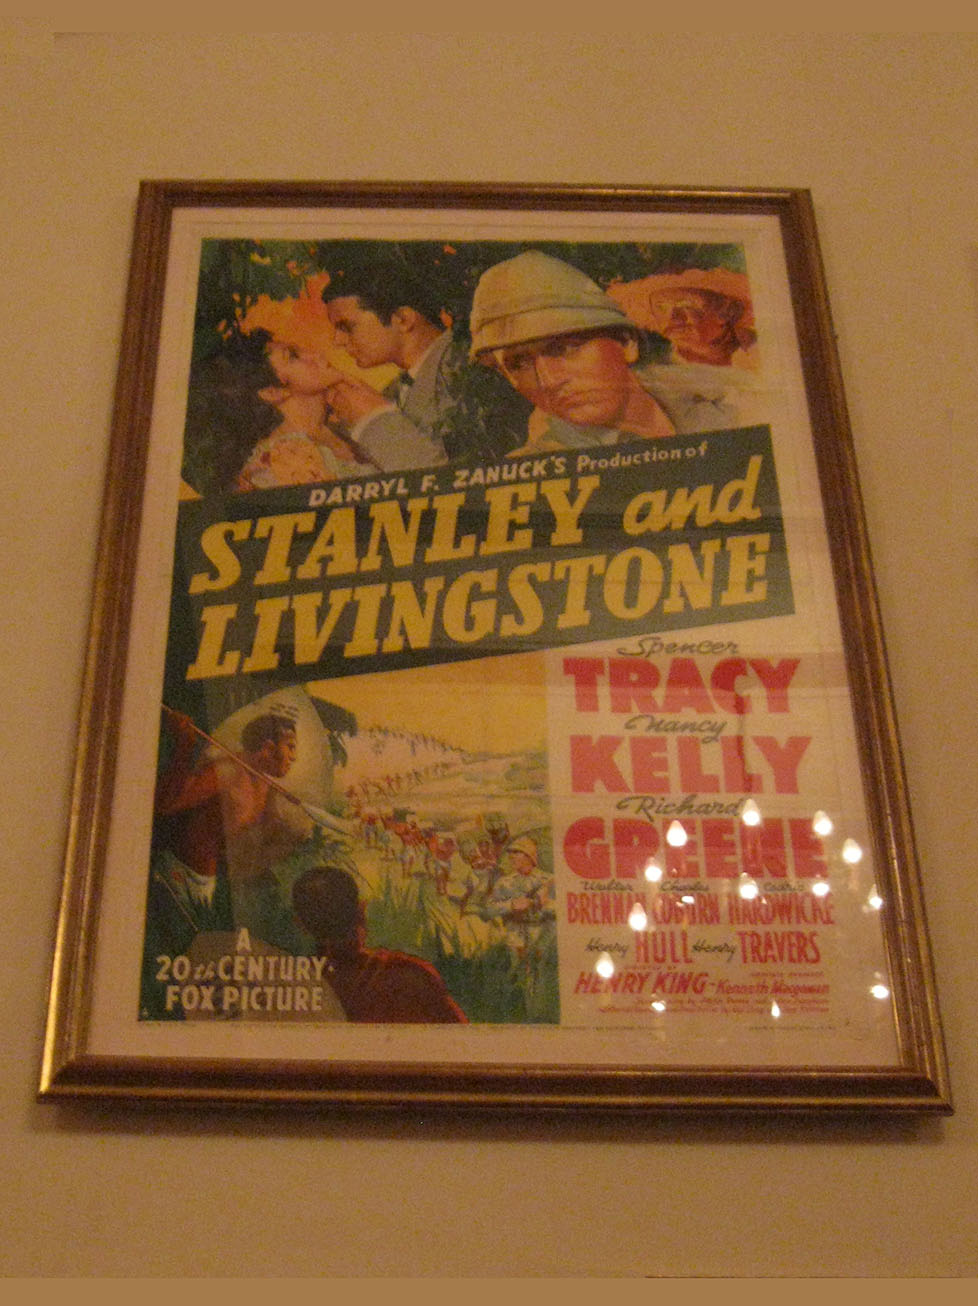 DARRYL F. ZANUCK'S Production of
STANLEY and
LIVINGSTONE
Spencer
TRACY
Nancy
KELLY
Richard
GREENE
Walter Charles Cedric
BRENNAN COBURN HARDWICKE
Henry HULL Henry TRAVERS
HENRY KING - Kenneth Macgowan
A
20th CENTURY-
FOX PICTURE